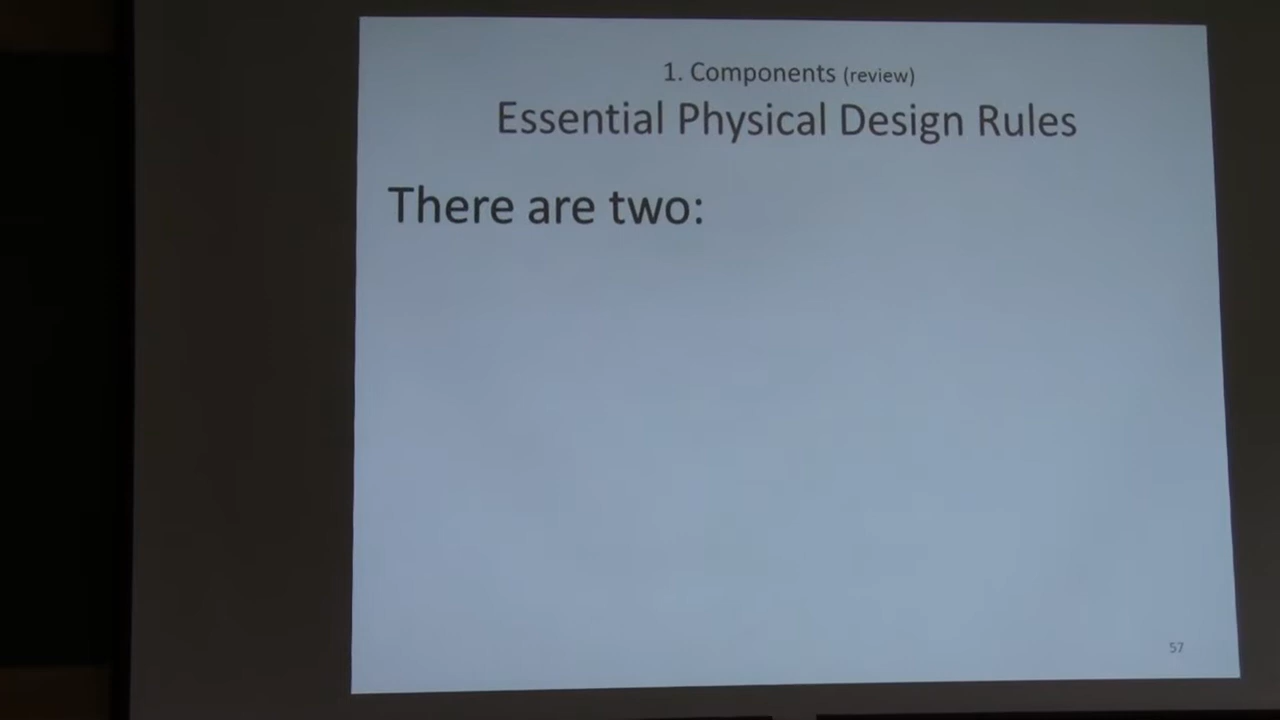 1. Components (review)
Essential Physical Design Rules
There are two:
57